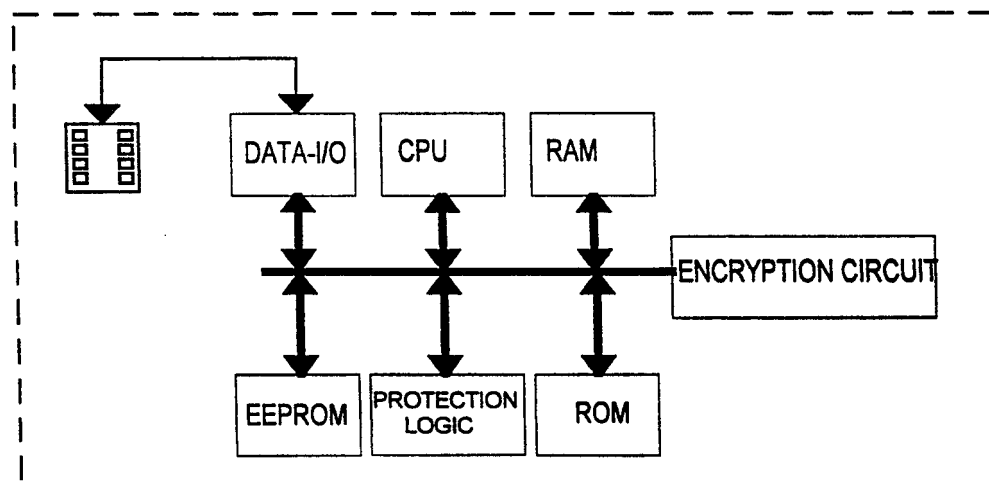 DATA-I/O
CPU
RAM
ENCRYPTION CIRCUIT
EEPROM
PROTECTION
LOGIC
ROM